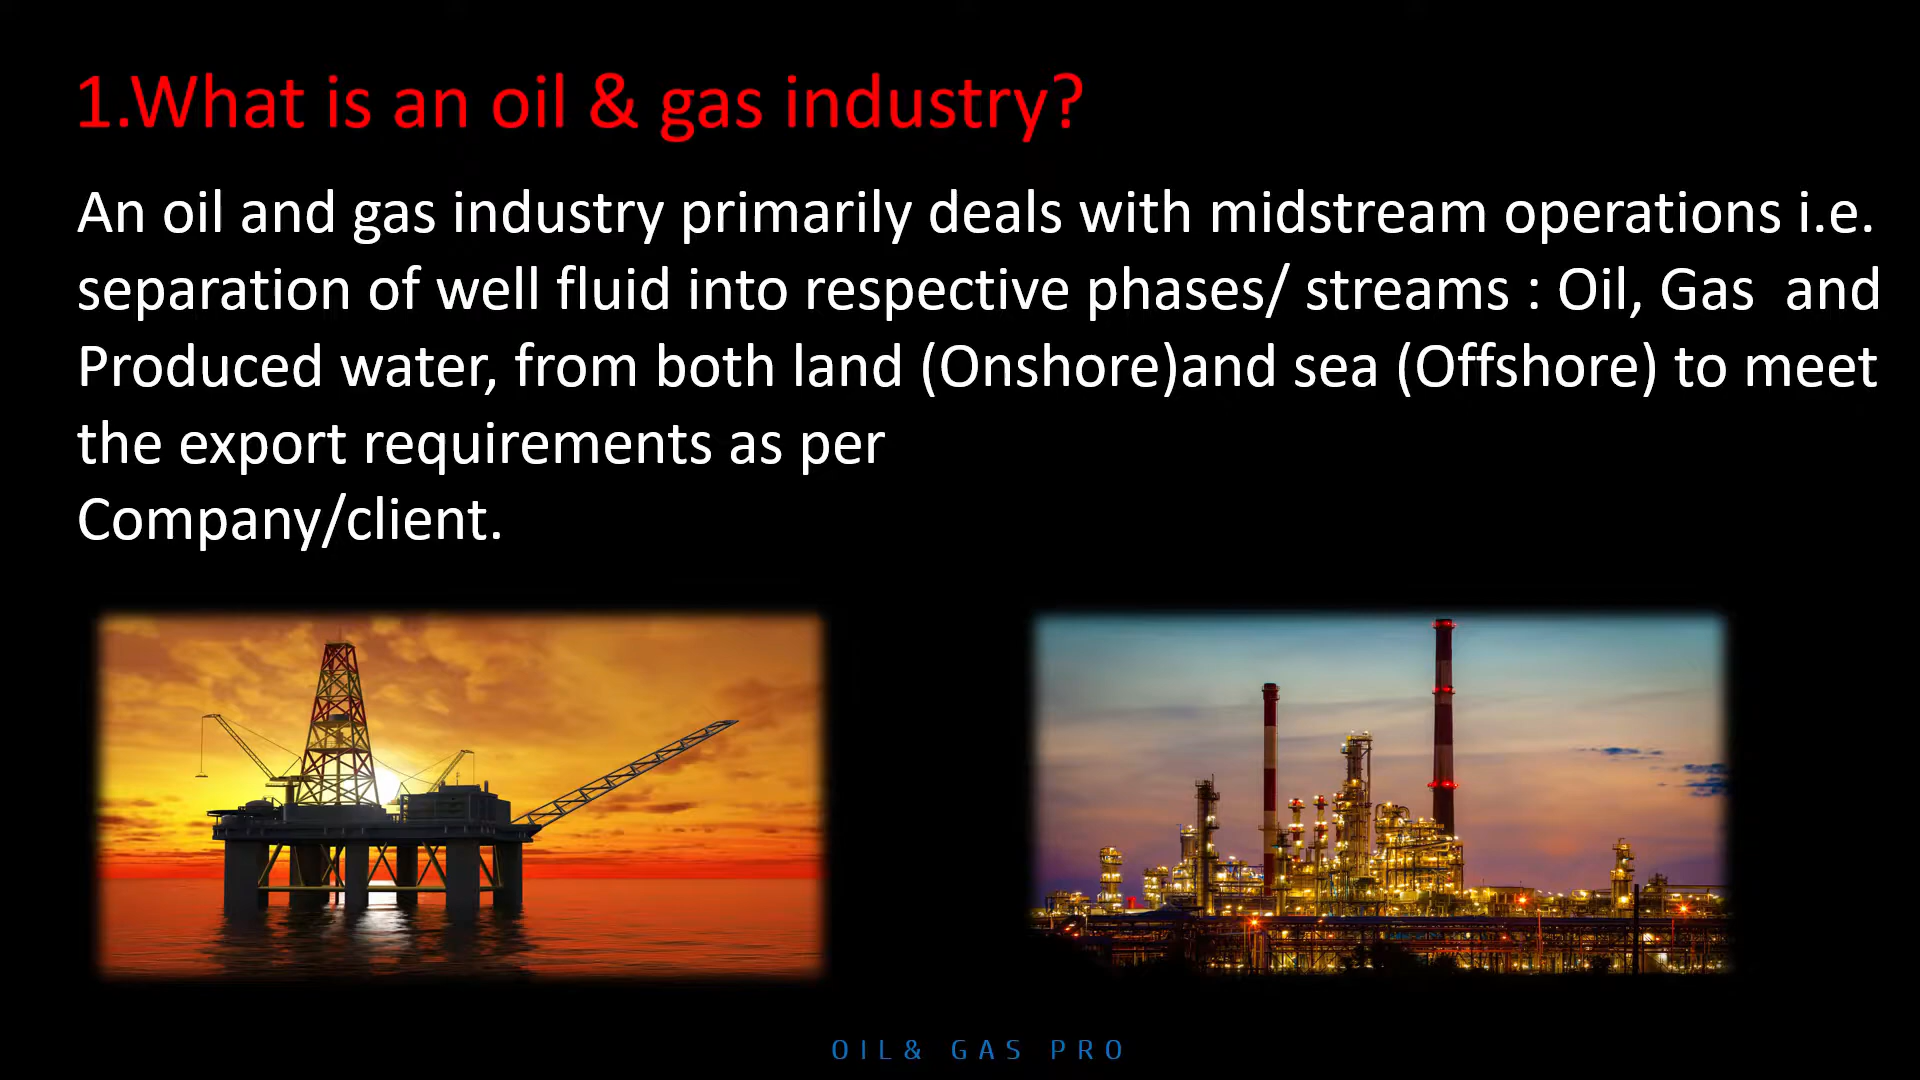 1.What is an oil & gas industry?
An oil and gas industry primarily deals with midstream operations i.e.
separation of well fluid into respective phases/ streams : Oil, Gas  and
Produced water, from both land (Onshore)and sea (Offshore) to meet
the export requirements as per
Company/client.
OIL& GAS PRO